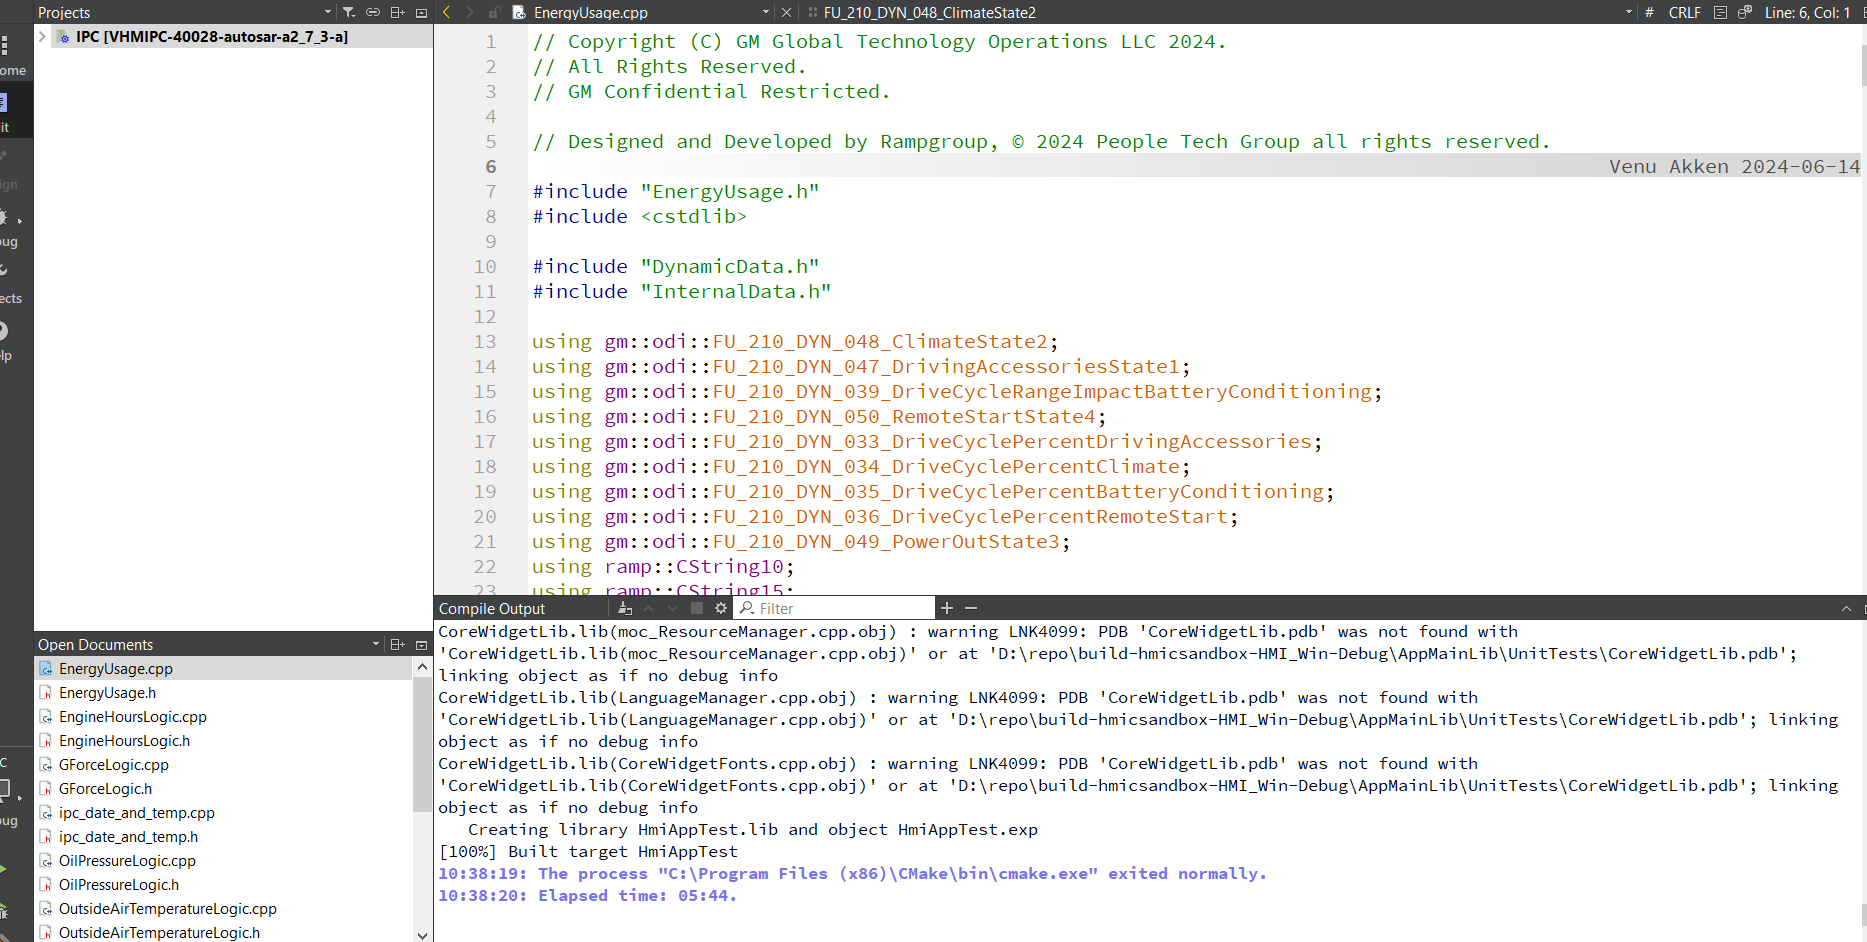 Projects
EnergyUsage.cpp
FU_210_DYN_048_ClimateState2
# CRLF Line: 6, Col: 1
IPC [VHMIPC-40028-autosar-a2_7_3-a]
ome
it
ign
ug
ects
lp
C
ug
1 // Copyright (C) GM Global Technology Operations LLC 2024.
2 // All Rights Reserved.
3 // GM Confidential Restricted.
4
5 // Designed and Developed by Rampgroup, © 2024 People Tech Group all rights reserved.
6 Venu Akken 2024-06-14
7 #include "EnergyUsage.h"
8 #include <cstdlib>
9
10 #include "DynamicData.h"
11 #include "InternalData.h"
12
13 using gm::odi::FU_210_DYN_048_ClimateState2;
14 using gm::odi::FU_210_DYN_047_DrivingAccessoriesState1;
15 using gm::odi::FU_210_DYN_039_DriveCycleRangeImpactBatteryConditioning;
16 using gm::odi::FU_210_DYN_050_RemoteStartState4;
17 using gm::odi::FU_210_DYN_033_DriveCyclePercentDrivingAccessories;
18 using gm::odi::FU_210_DYN_034_DriveCyclePercentClimate;
19 using gm::odi::FU_210_DYN_035_DriveCyclePercentBatteryConditioning;
20 using gm::odi::FU_210_DYN_036_DriveCyclePercentRemoteStart;
21 using gm::odi::FU_210_DYN_049_PowerOutState3;
22 using ramp::CString10;
23 using ramp::CString15;
Open Documents
EnergyUsage.cpp
EnergyUsage.h
EngineHoursLogic.cpp
EngineHoursLogic.h
GForceLogic.cpp
GForceLogic.h
ipc_date_and_temp.cpp
ipc_date_and_temp.h
OilPressureLogic.cpp
OilPressureLogic.h
OutsideAirTemperatureLogic.cpp
OutsideAirTemperatureLogic.h
Compile Output Filter
CoreWidgetLib.lib(moc_ResourceManager.cpp.obj) : warning LNK4099: PDB 'CoreWidgetLib.pdb' was not found with
'CoreWidgetLib.lib(moc_ResourceManager.cpp.obj)' or at 'D:\repo\build-hmicsandbox-HMI_Win-Debug\AppMainLib\UnitTests\CoreWidgetLib.pdb';
linking object as if no debug info
CoreWidgetLib.lib(LanguageManager.cpp.obj) : warning LNK4099: PDB 'CoreWidgetLib.pdb' was not found with
'CoreWidgetLib.lib(LanguageManager.cpp.obj)' or at 'D:\repo\build-hmicsandbox-HMI_Win-Debug\AppMainLib\UnitTests\CoreWidgetLib.pdb'; linking
object as if no debug info
CoreWidgetLib.lib(CoreWidgetFonts.cpp.obj) : warning LNK4099: PDB 'CoreWidgetLib.pdb' was not found with
'CoreWidgetLib.lib(CoreWidgetFonts.cpp.obj)' or at 'D:\repo\build-hmicsandbox-HMI_Win-Debug\AppMainLib\UnitTests\CoreWidgetLib.pdb'; linking
object as if no debug info
Creating library HmiAppTest.lib and object HmiAppTest.exp
[100%] Built target HmiAppTest
10:38:19: The process "C:\Program Files (x86)\CMake\bin\cmake.exe" exited normally.
10:38:20: Elapsed time: 05:44.